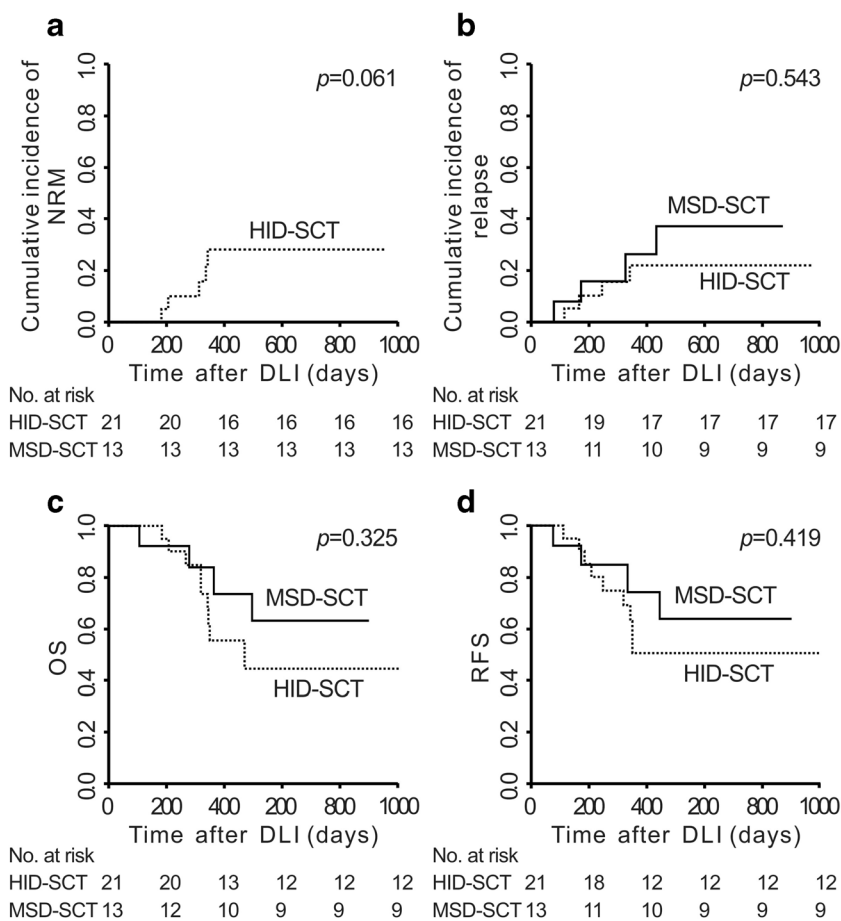 a
Cumulative incidence of
NRM
1.0
0.8
0.6
0.4
0.2
0.0
p=0.061
HID-SCT
0 200 400 600 800 1000
Time after DLI (days)
No. at risk
HID-SCT 21 20 16 16 16 16
MSD-SCT 13 13 13 13 13 13
b
Cumulative incidence of
relapse
1.0
0.8
0.6
0.4
0.2
0.0
p=0.543
MSD-SCT
HID-SCT
0 200 400 600 800 1000
Time after DLI (days)
No. at risk
HID-SCT 21 19 17 17 17 17
MSD-SCT 13 11 10 9 9 9
c
OS
1.0
0.8
0.6
0.4
0.2
0.0
p=0.325
MSD-SCT
HID-SCT
0 200 400 200 800 1000
Time after DLI (days)
No. at risk
HID-SCT 21 20 13 12 12 12
MSD-SCT 13 12 10 9 9 9
d
RFS
1.0
0.8
0.6
0.4
0.2
0.0
p=0.419
MSD-SCT
HID-SCT
0 200 400 200 800 1000
Time after DLI (days)
No. at risk
HID-SCT 21 18 12 12 12 12
MSD-SCT 13 11 10 9 9 9